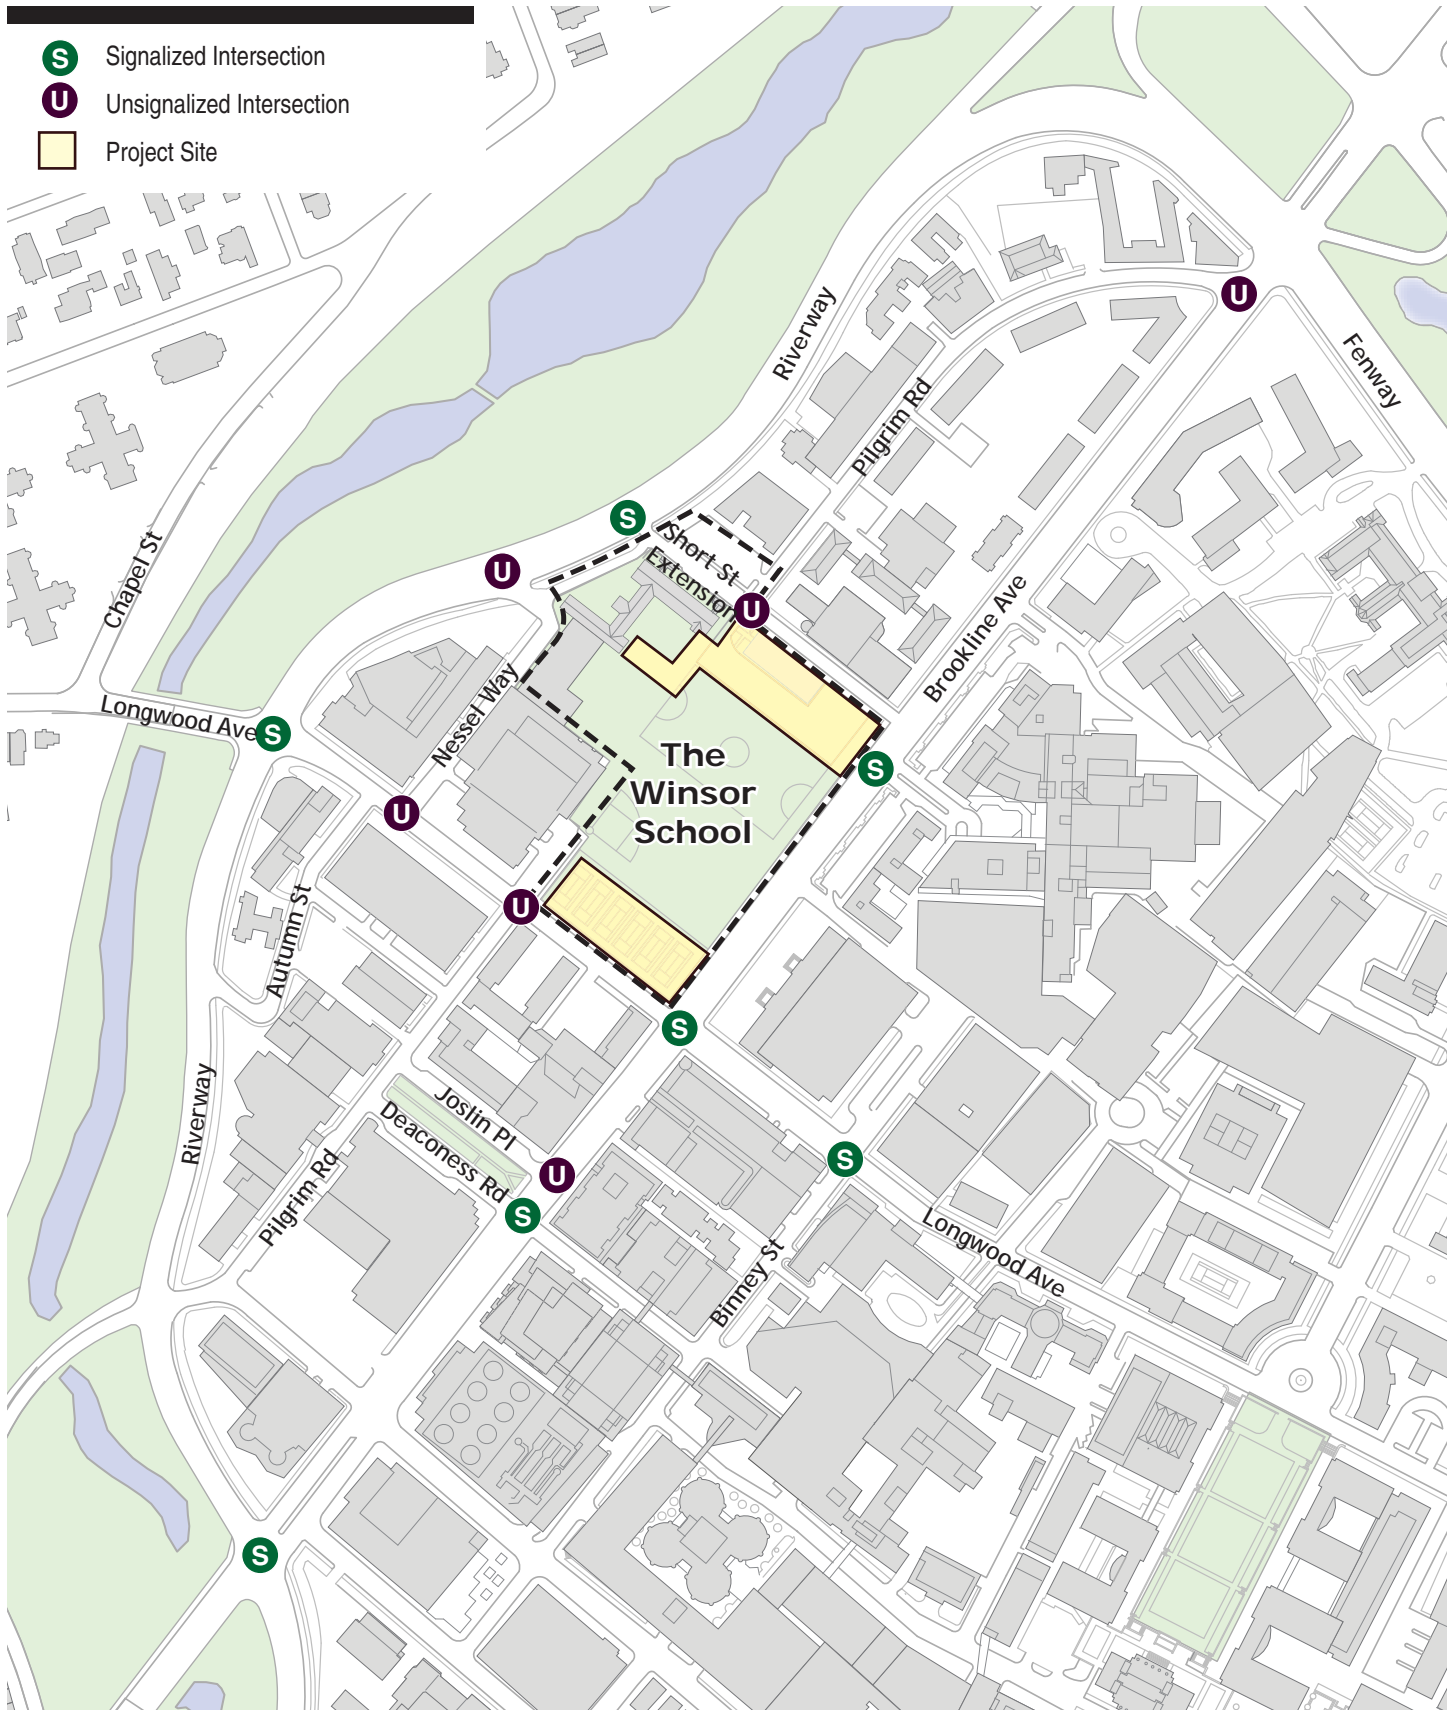 S Signalized Intersection
U Unsignalized Intersection
Project Site
U
Riverway
Fenway
Pilgrim Rd
S
Short St
Extension
U
U
Chapel St
Brookline Ave
Nessel Way
Longwood Ave
S
The
Winsor
School
S
U
U
Autumn St
S
Riverway
Joslin Pl
Deaconess Rd
Pilgrim Rd
U
S
S
Longwood Ave
Binney St
S